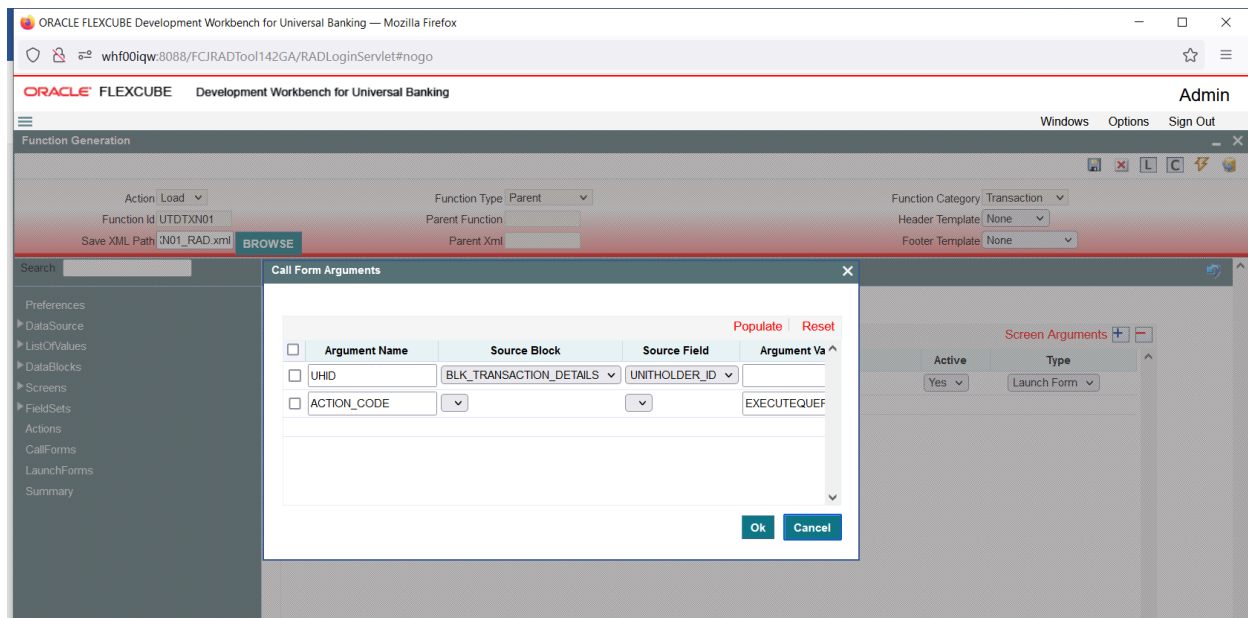 ORACLE FLEXCUBE Development Workbench for Universal Banking — Mozilla Firefox
whf00iqw:8088/FCJRADTool142GA/RADLoginServlet#nogo
ORACLE FLEXCUBE Development Workbench for Universal Banking Admin
Windows Options Sign Out
Function Generation
L C
Action Load Function Type Parent Function Category Transaction
Function Id UTDTXN01 Parent Function Header Template None
Save XML Path N01_RAD.xml BROWSE Parent Xml Footer Template None
Search
Call Form Arguments
Preferences
DataSource
ListOfValues
DataBlocks
Screens
FieldSets
Actions
CallForms
LaunchForms
Summary
Populate Reset
Argument Name Source Block Source Field Argument Va
UHID BLK_TRANSACTION_DETAILS UNITHOLDER_ID
ACTION_CODE EXECUTEQUER
Ok Cancel
Screen Arguments
Active Type
Yes Launch Form